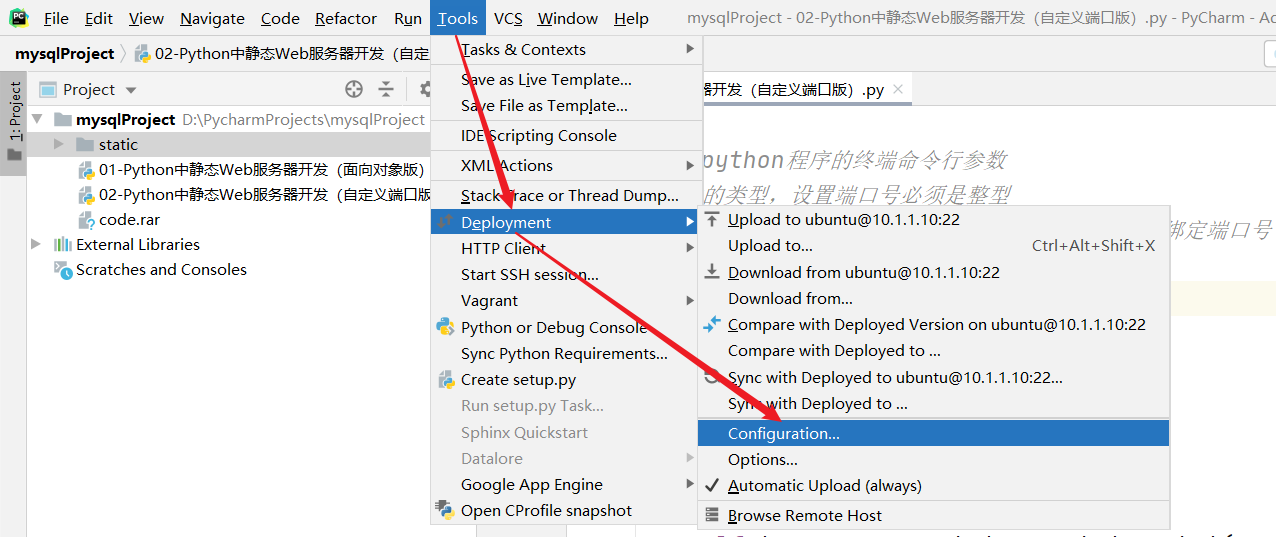 File Edit View Navigate Code Refactor Run Tools VCS Window Help mysqlProject - 02-Python中静态Web服务器开发（自定义端口版）.py - PyCharm - Ad
mysqlProject 02-Python中静态Web服务器开发（自定
Project
器开发（自定义端口版）.py
1: Project
mysqlProject D:\PycharmProjects\mysqlProject
static
01-Python中静态Web服务器开发（面向对象版）
02-Python中静态Web服务器开发（自定义端口版
code.rar
External Libraries
Scratches and Consoles
Tasks & Contexts
Save as Live Template...
Save File as Template...
IDE Scripting Console
XML Actions
Stack Trace or Thread Dump...
Deployment
HTTP Client
Start SSH session...
Vagrant
Python or Debug Console
Sync Python Requirements...
Create setup.py
Run setup.py Task...
Sphinx Quickstart
Datalore
Google App Engine
Open CProfile snapshot
python程序的终端命令行参数
的类型，设置端口号必须是整型
绑定端口号
Upload to ubuntu@10.1.1.10:22
Upload to... Ctrl+Alt+Shift+X
Download from ubuntu@10.1.1.10:22
Download from...
Compare with Deployed Version on ubuntu@10.1.1.10:22
Compare with Deployed to ...
Sync with Deployed to ubuntu@10.1.1.10:22...
Sync with Deployed to ...
Configuration...
Options...
Automatic Upload (always)
Browse Remote Host